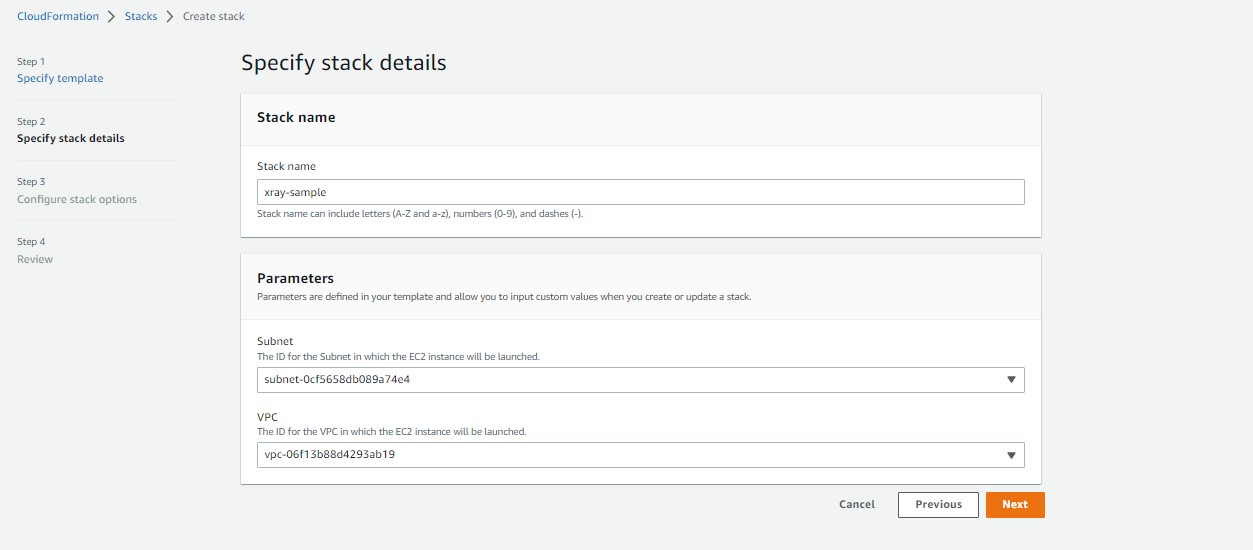 CloudFormation > Stacks > Create stack
Step 1
Specify template
Step 2
Specify stack details
Step 3
Configure stack options
Step 4
Review
Specify stack details
Stack name
Stack name
xray-sample
Stack name can include letters (A-Z and a-z), numbers (0-9), and dashes (-).
Parameters
Parameters are defined in your template and allow you to input custom values when you create or update a stack.
Subnet
The ID for the Subnet in which the EC2 instance will be launched.
subnet-0cf5658db089a74e4
VPC
The ID for the VPC in which the EC2 instance will be launched.
vpc-06f13b88d4293ab19
Cancel Previous Next